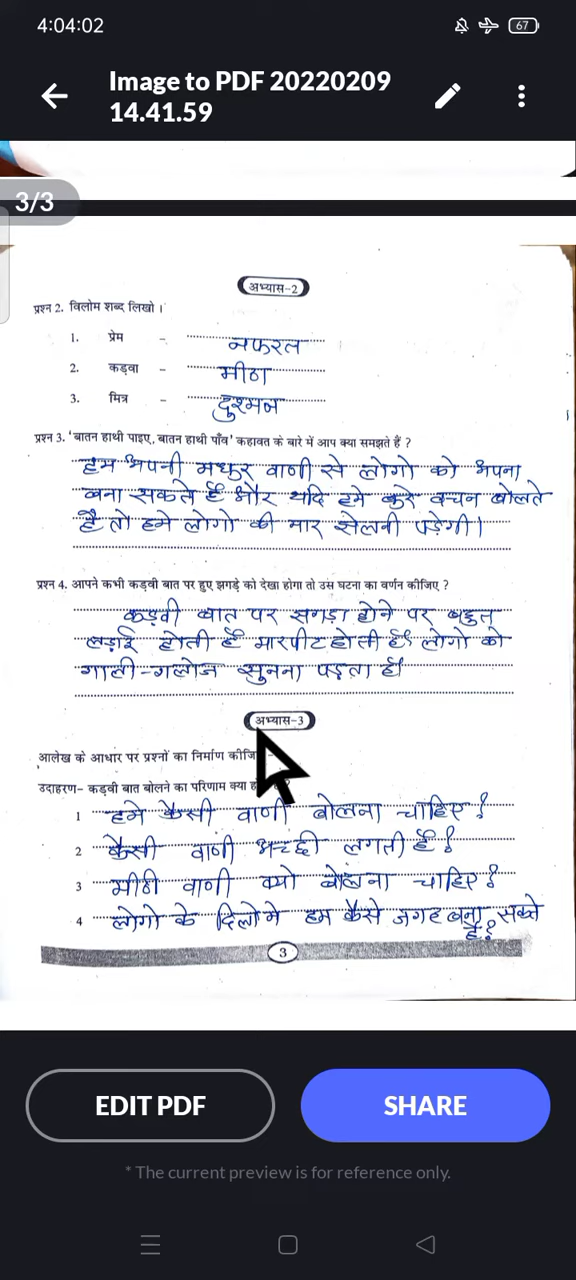 4:04:02
67
Image to PDF 20220209
14.41.59
3/3
अभ्यास-2
प्रश्न 2. विलोम शब्द लिखो ।
1. प्रेम - नफरत
2. कड़वा - मीठा
3. मित्र - दुश्मन
प्रश्न 3. 'बातन हाथी पाइए, बातन हाथी पाँव' कहावत के बारे में आप क्या समझते हैं ?
हम अपनी मधुर वाणी से लोगो को अपना
बना सकते हैं और यदि हमे बुरे वचन बोलते
है तो हमे लोगो की मार झेलनी पड़ेगी।
प्रश्न 4. आपने कभी कड़वी बात पर हुए झगड़े को देखा होगा तो उस घटना का वर्णन कीजिए ?
कड़वी बात पर झगड़ा होने पर बहुत
लड़ाई होती हैं मारपीट होती हैं लोगो को
गाली-गलोज सुनना पड़ता हैं
अभ्यास-3
आलेख के आधार पर प्रश्नों का निर्माण
उदाहरण- कड़वी बात बोलने का परिणाम क्या
1 हमे कैसी वाणी बोलना चाहिए?
2 कैसी वाणी अच्छी लगती हैं?
3 मीठी वाणी क्यो बोलना चाहिए?
4 लोगो के दिलो मे हम कैसे जगह बना सकते
हैं?
3
EDIT PDF
SHARE
* The current preview is for reference only.